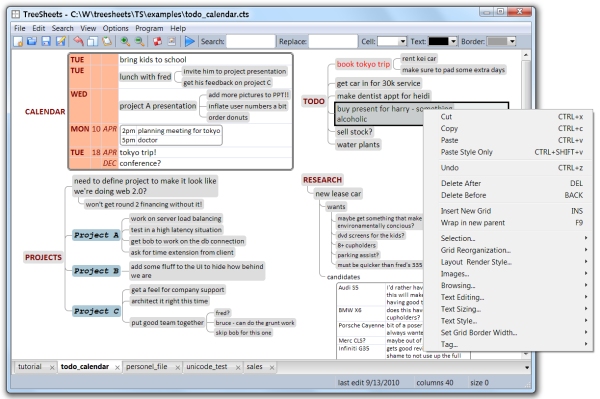 TreeSheets - C:\W\treesheets\TS\examples\todo_calendar.cts
File Edit Search View Options Program Help
Search: Replace: Cell: Text: Border:
CALENDAR
TUE bring kids to school
TUE lunch with fred
invite him to project presentation
get his feedback on project C
WED project A presentation
add more pictures to PPT!!
inflate user numbers a bit
order donuts
MON 10 APR 2pm planning meeting for tokyo
5pm doctor
TUE 18 APR tokyo trip!
DEC conference?
PROJECTS
need to define project to make it look like
we're doing web 2.0?
won't get round 2 financing without it!
Project A
work on server load balancing
test in a high latency situation
get bob to work on the db connection
ask for time extension from client
Project B
add some fluff to the UI to hide how behind
we are
Project C
get a feel for company support
architect it right this time
put good team together
fred?
bruce - can do the grunt work
skip bob for this one
TODO
book tokyo trip
rent kei car
make sure to pad some extra days
get car in for 30k service
make dentist appt for heidi
buy present for harry - something
alcoholic
sell stock?
water plants
RESEARCH
new lease car
wants
maybe get something that make
environmentally concious?
dvd screens for the kids?
8+ cupholders
parking assist?
must be quicker than fred's 335
candidates
Audi S5 I'd rather hav
this will make
having good t
BMW X6 does this hav
cupholders?
Porsche Cayenne bit of a poser
always wante
Merc CLS? maybe out of
Infiniti G35 gets good rev
shame to not use up the full
Cut CTRL+x
Copy CTRL+c
Paste CTRL+v
Paste Style Only CTRL+SHIFT+v
Undo CTRL+z
Delete After DEL
Delete Before BACK
Insert New Grid INS
Wrap in new parent F9
Selection...
Grid Reorganization...
Layout Render Style...
Images...
Browsing...
Text Editing...
Text Sizing...
Text Style...
Set Grid Border Width...
Tag...
tutorial x todo_calendar x personel_file x unicode_test x sales x
last edit 9/13/2010 columns 40 size 0